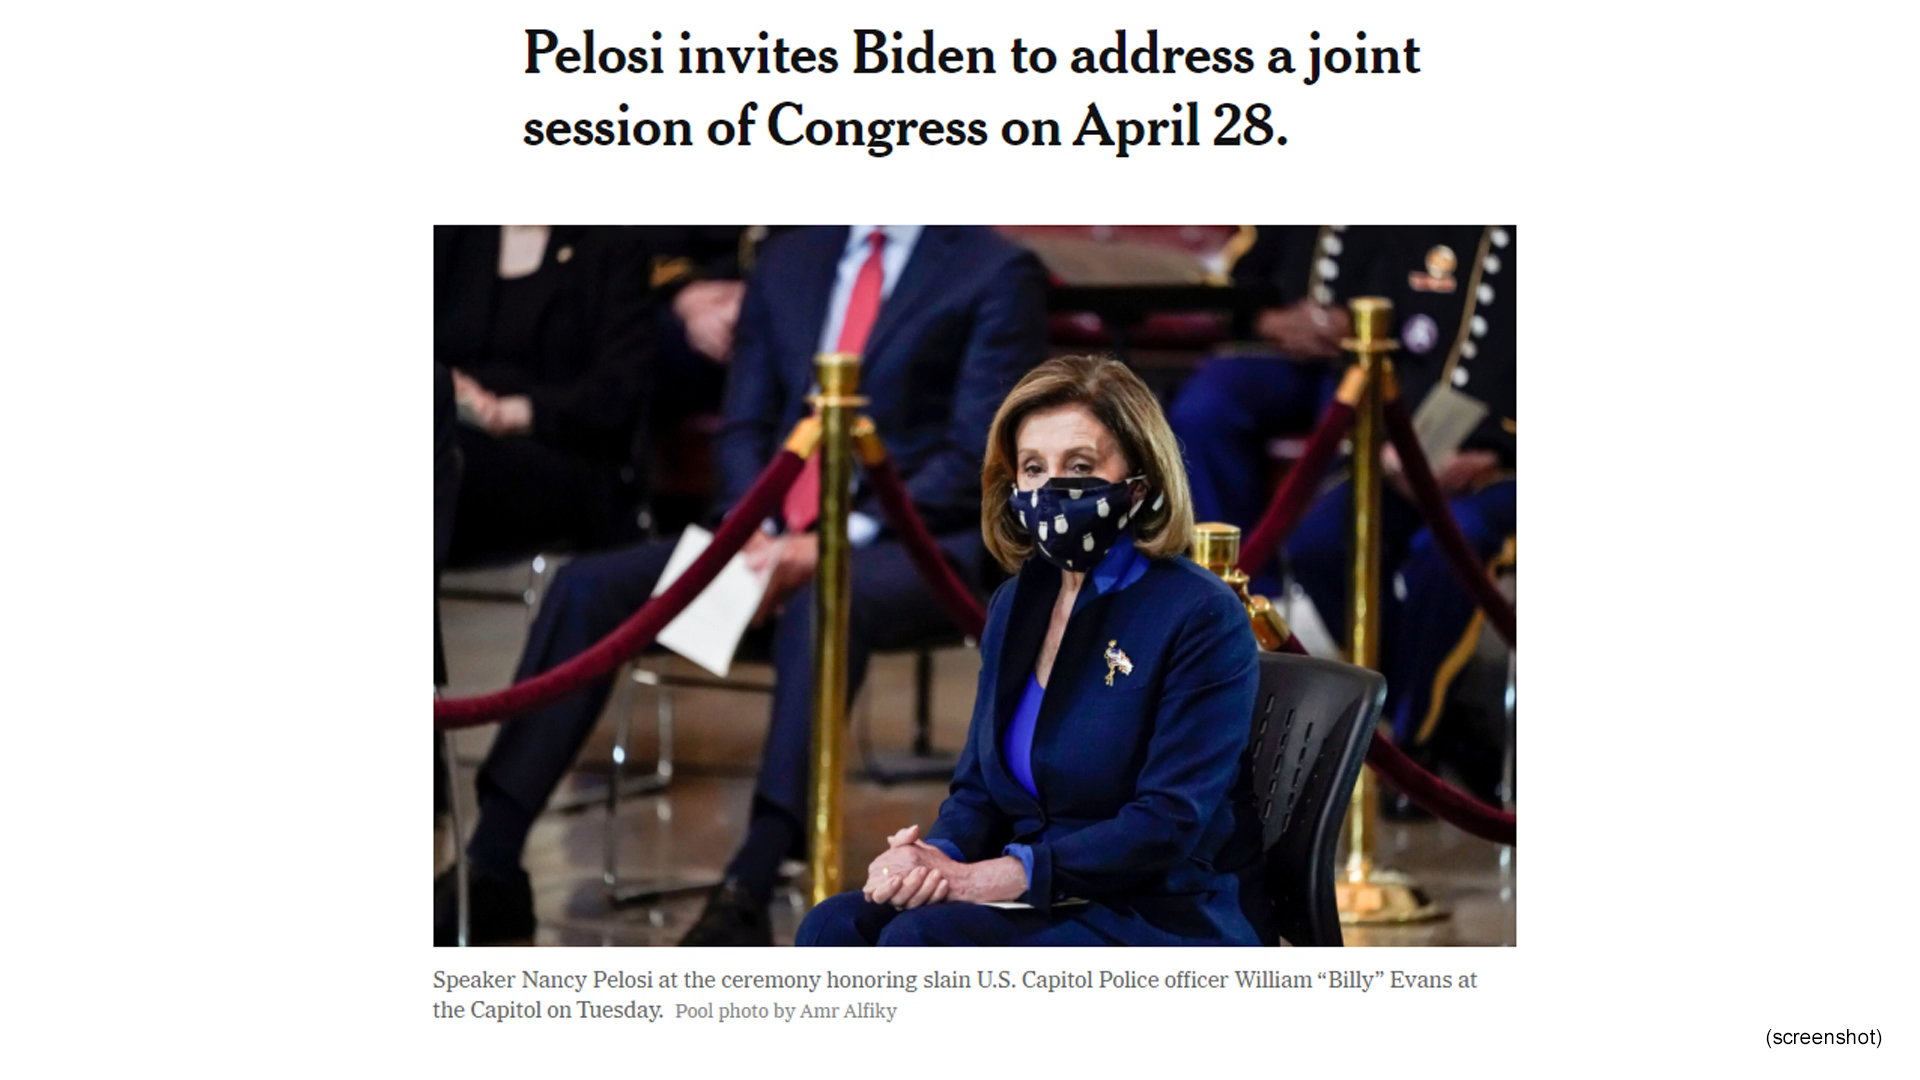 Pelosi invites Biden to address a joint
session of Congress on April 28.
Speaker Nancy Pelosi at the ceremony honoring slain U.S. Capitol Police officer William “Billy” Evans at
the Capitol on Tuesday. Pool photo by Amr Alfiky
(screenshot)